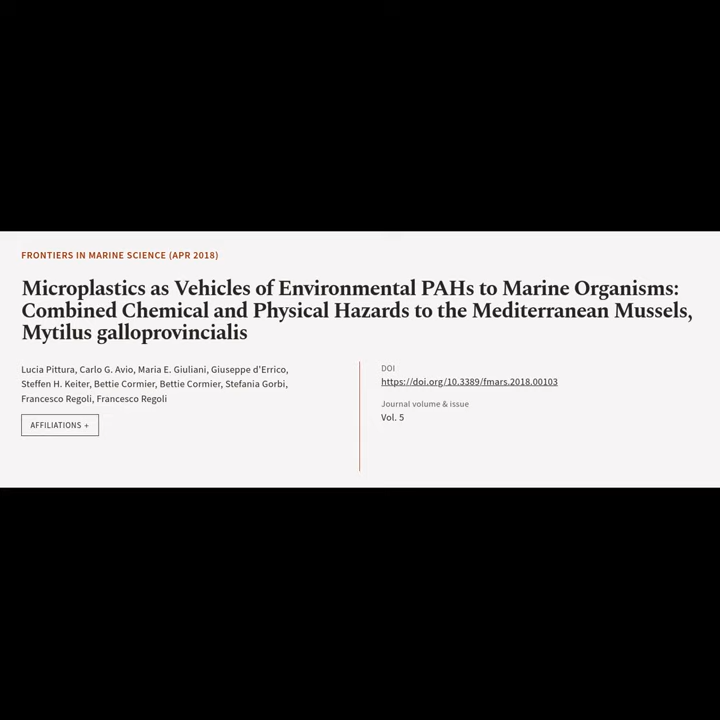 FRONTIERS IN MARINE SCIENCE (APR 2018)
Microplastics as Vehicles of Environmental PAHs to Marine Organisms:
Combined Chemical and Physical Hazards to the Mediterranean Mussels,
Mytilus galloprovincialis
Lucia Pittura, Carlo G. Avio, Maria E. Giuliani, Giuseppe d'Errico,
Steffen H. Keiter, Bettie Cormier, Bettie Cormier, Stefania Gorbi,
Francesco Regoli, Francesco Regoli
AFFILIATIONS +
DOI
https://doi.org/10.3389/fmars.2018.00103
Journal volume & issue
Vol. 5